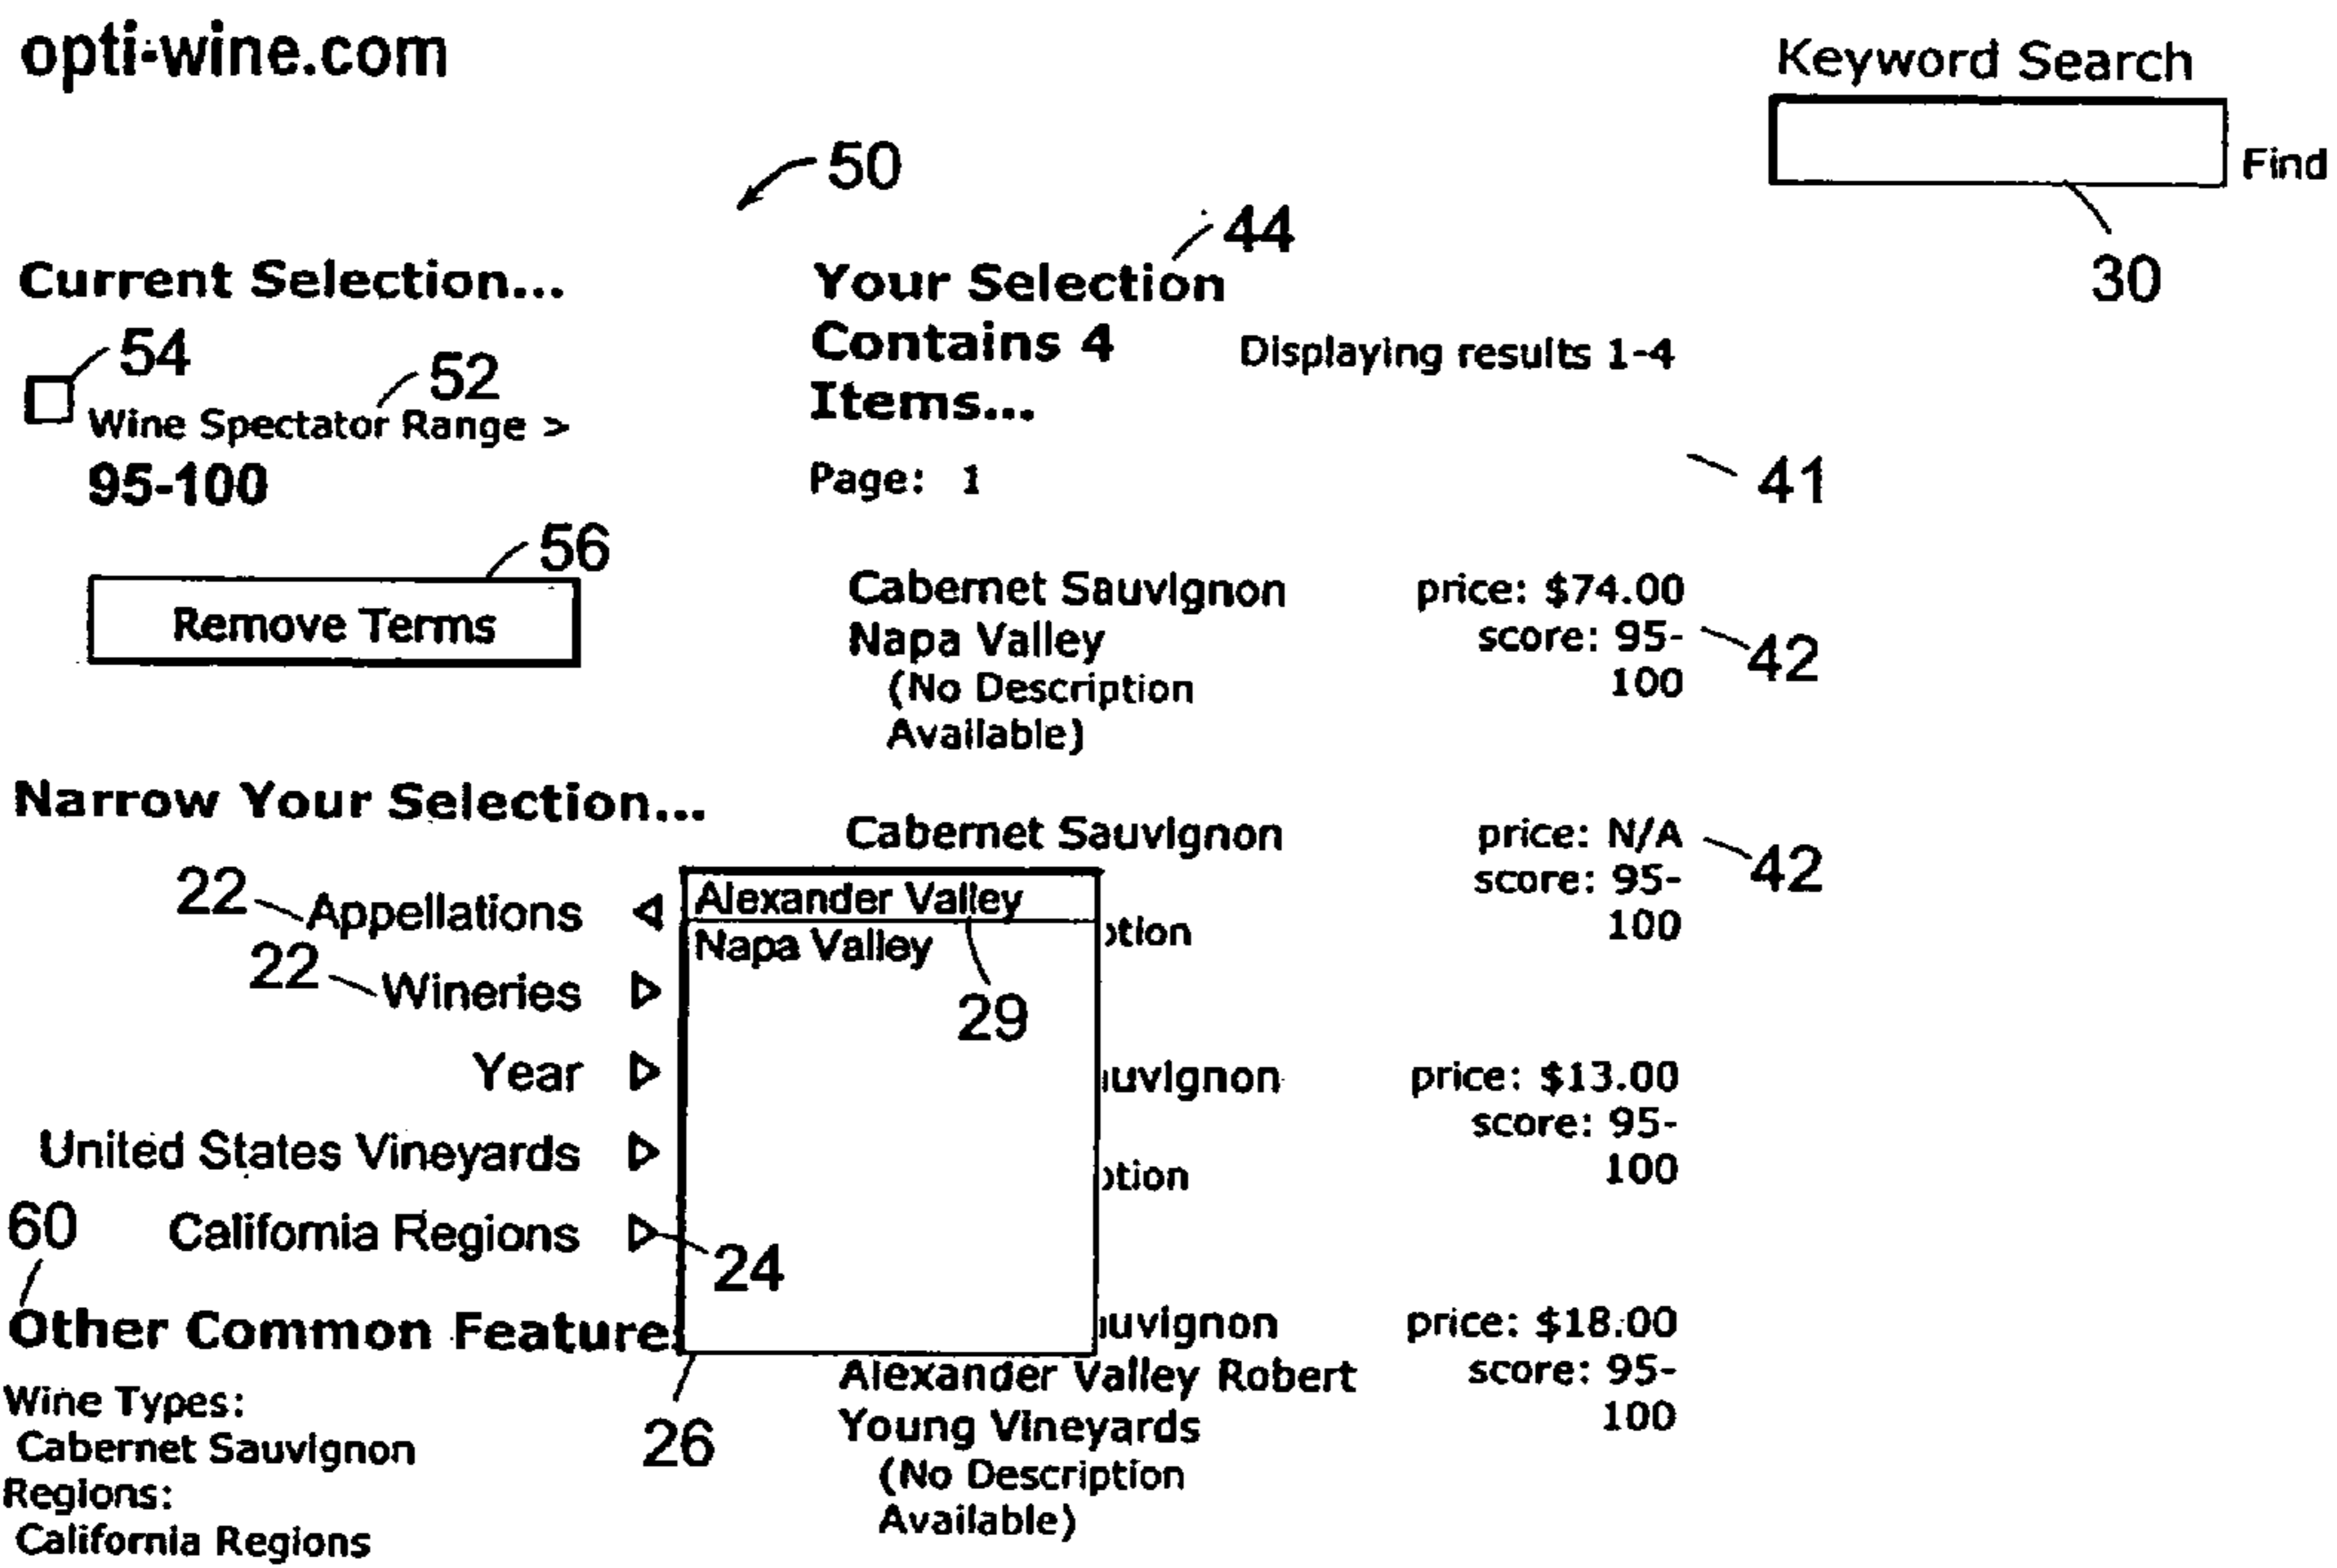 opti-wine.com
Keyword Search
Find
30
50
44
Current Selection...
54
52
Wine Spectator Range >
95-100
56
Remove Terms
Your Selection
Contains 4
Items...
Displaying results 1-4
Page: 1
41
Cabernet Sauvignon
Napa Valley
(No Description
Available)
price: $74.00
score: 95-
100
42
Narrow Your Selection...
22
Appellations
22
Wineries
Year
United States Vineyards
California Regions
24
Alexander Valley
Napa Valley
29
26
Cabernet Sauvignon
price: N/A
score: 95-
100
42
ption
auvignon
price: $13.00
score: 95-
100
ption
auvignon
Alexander Valley Robert
Young Vineyards
(No Description
Available)
price: $18.00
score: 95-
100
60
Other Common Feature
Wine Types:
Cabernet Sauvignon
Regions:
California Regions